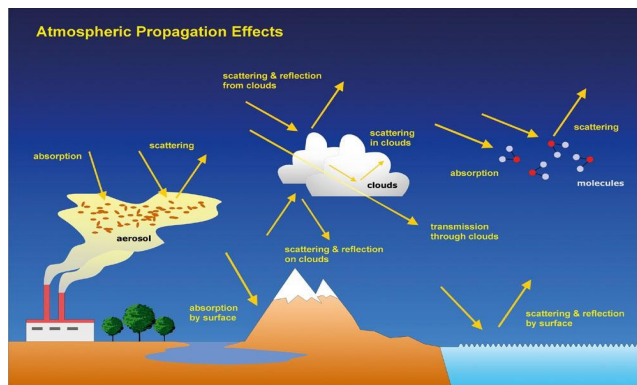 Atmospheric Propagation Effects
scattering & reflection
from clouds
scattering
in clouds
scattering
absorption
scattering
absorption
molecules
clouds
aerosol
transmission
through clouds
scattering & reflection
on clouds
absorption
by surface
scattering & reflection
by surface